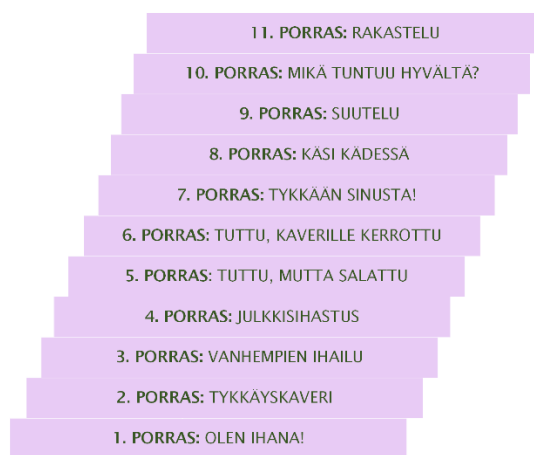 11. PORRAS: RAKASTELU
10. PORRAS: MIKÄ TUNTUU HYVÄLTÄ?
9. PORRAS: SUUTELU
8. PORRAS: KÄSI KÄDESSÄ
7. PORRAS: TYKKÄÄN SINUSTA!
6. PORRAS: TUTTU, KAVERILLE KERROTTU
5. PORRAS: TUTTU, MUTTA SALATTU
4. PORRAS: JULKKISIHASTUS
3. PORRAS: VANHEMPIEN IHAILU
2. PORRAS: TYKKÄYSKAVERI
1. PORRAS: OLEN IHANA!